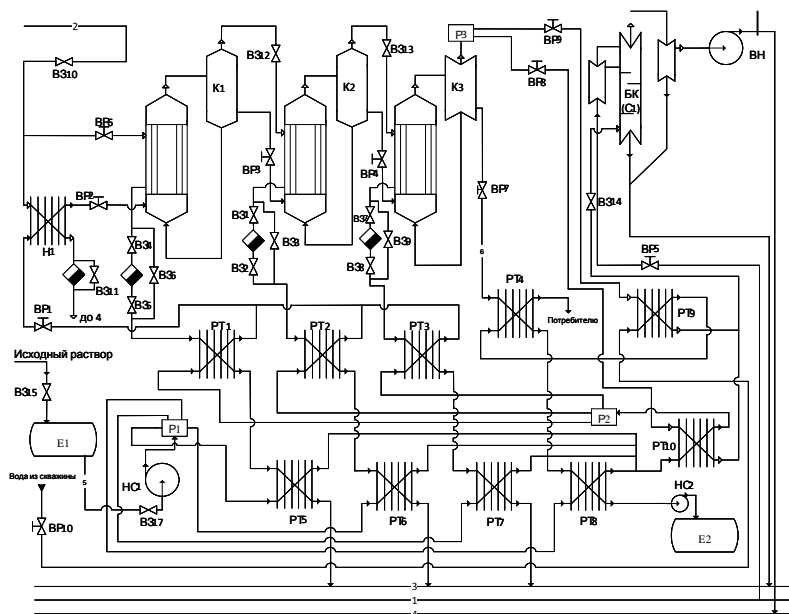 2
ВЗ10
ВР6
ВР2
Н1
ВЗ11
до 4
ВР1
К1
ВЗ12
ВР3
ВЗ1
ВЗ2
ВЗ3
ВЗ4
ВЗ5
ВЗ6
К2
ВЗ13
ВР4
ВЗ7
ВЗ8
ВЗ9
К3
Р3
ВР9
ВР8
ВР7
6
БК
(С1)
ВН
ВЗ14
ВР5
РТ4
Потребителю
РТ9
РТ1
РТ2
РТ3
Исходный раствор
ВЗ15
Е1
Р1
Р2
РТ10
Вода из скважины
5
НС1
ВЗ17
ВР10
РТ5
РТ6
РТ7
РТ8
НС2
Е2
3
1
4